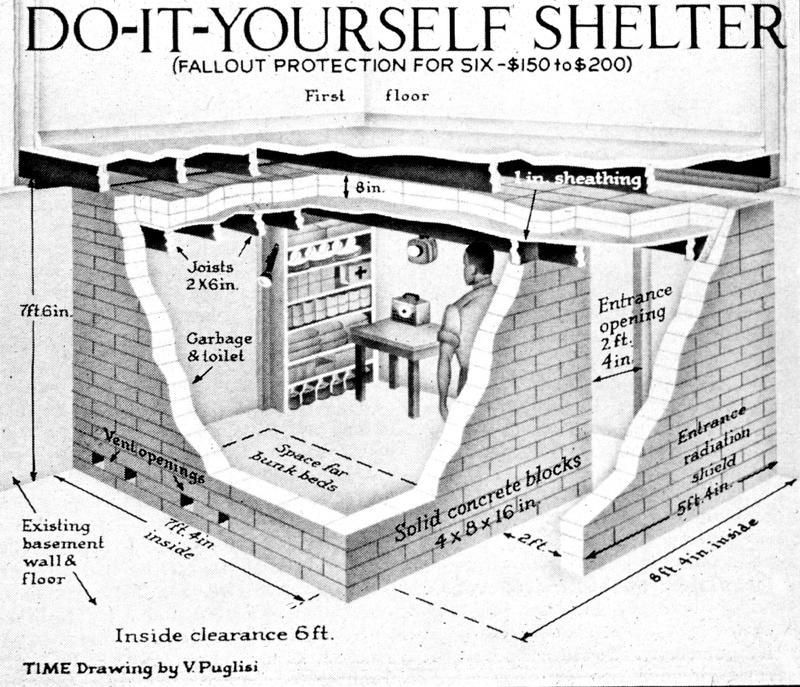 DO-IT-YOURSELF SHELTER
(FALLOUT PROTECTION FOR SIX-$150 to $200)
First floor
8in.
1 in. sheathing
Joists
2X6in.
7ft.6in.
Garbage
& toilet
Entrance
opening
2 ft.
4in.
Space for
bunk beds
Vent openings
Entrance
radiation
shield
5ft.4in.
Solid concrete blocks
4 x 8 x 16 in.
7ft. 4in.
inside
2ft.
8ft. 4in. inside
Existing
basement
wall &
floor
Inside clearance 6ft.
TIME Drawing by V. Puglisi